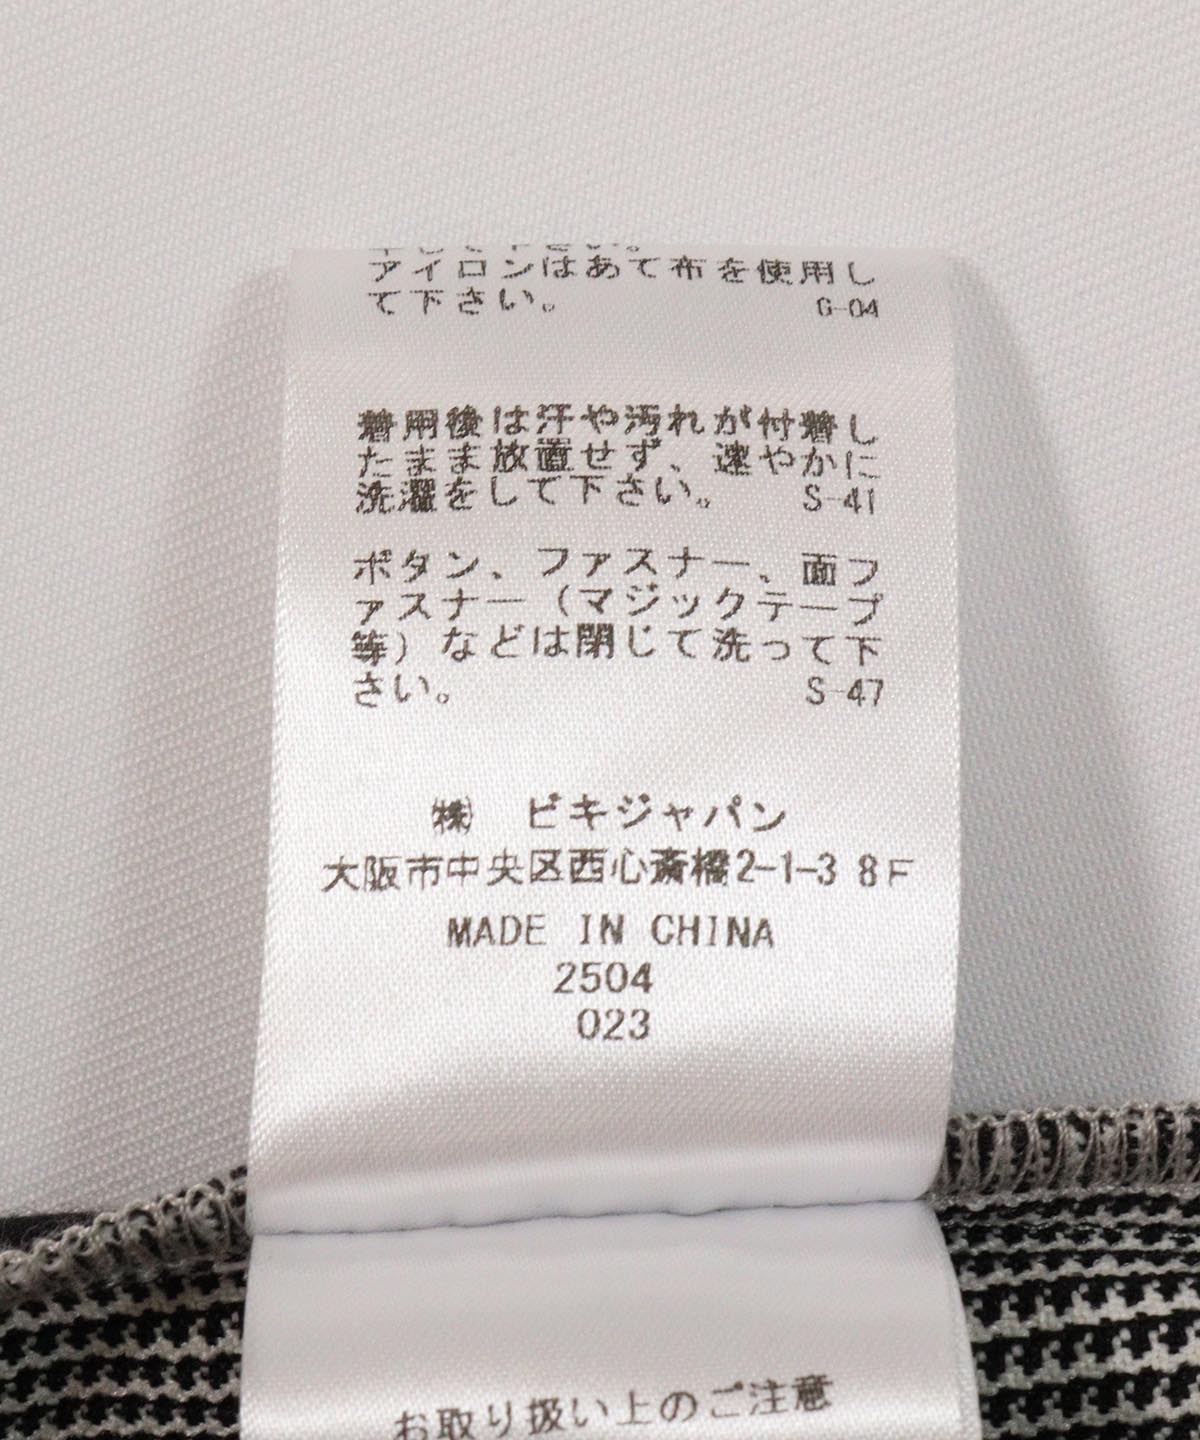 して下さい。
アイロンはあて布を使用し
て下さい。 G-04
着用後は汗や汚れが付着し
たまま放置せず、速やかに
洗濯をして下さい。 S-41
ボタン、ファスナー、面フ
ァスナー（マジックテープ
等）などは閉じて洗って下
さい。 S-47
㈱ ビキジャパン
大阪市中央区西心斎橋2-1-3 8F
MADE IN CHINA
2504
023
お取り扱い上のご注意